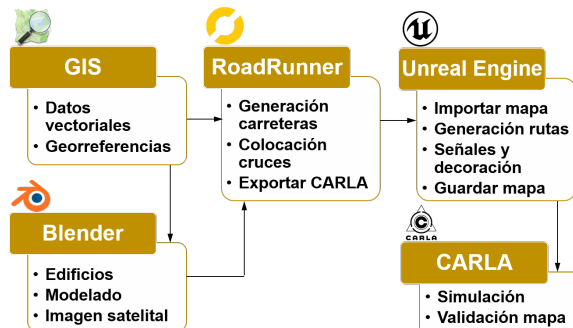 GIS
• Datos
vectoriales
• Georreferencias
RoadRunner
• Generación
carreteras
• Colocación
cruces
• Exportar CARLA
Unreal Engine
• Importar mapa
• Generación rutas
• Señales y
decoración
• Guardar mapa
Blender
• Edificios
• Modelado
• Imagen satelital
CARLA
CARLA
• Simulación
• Validación mapa